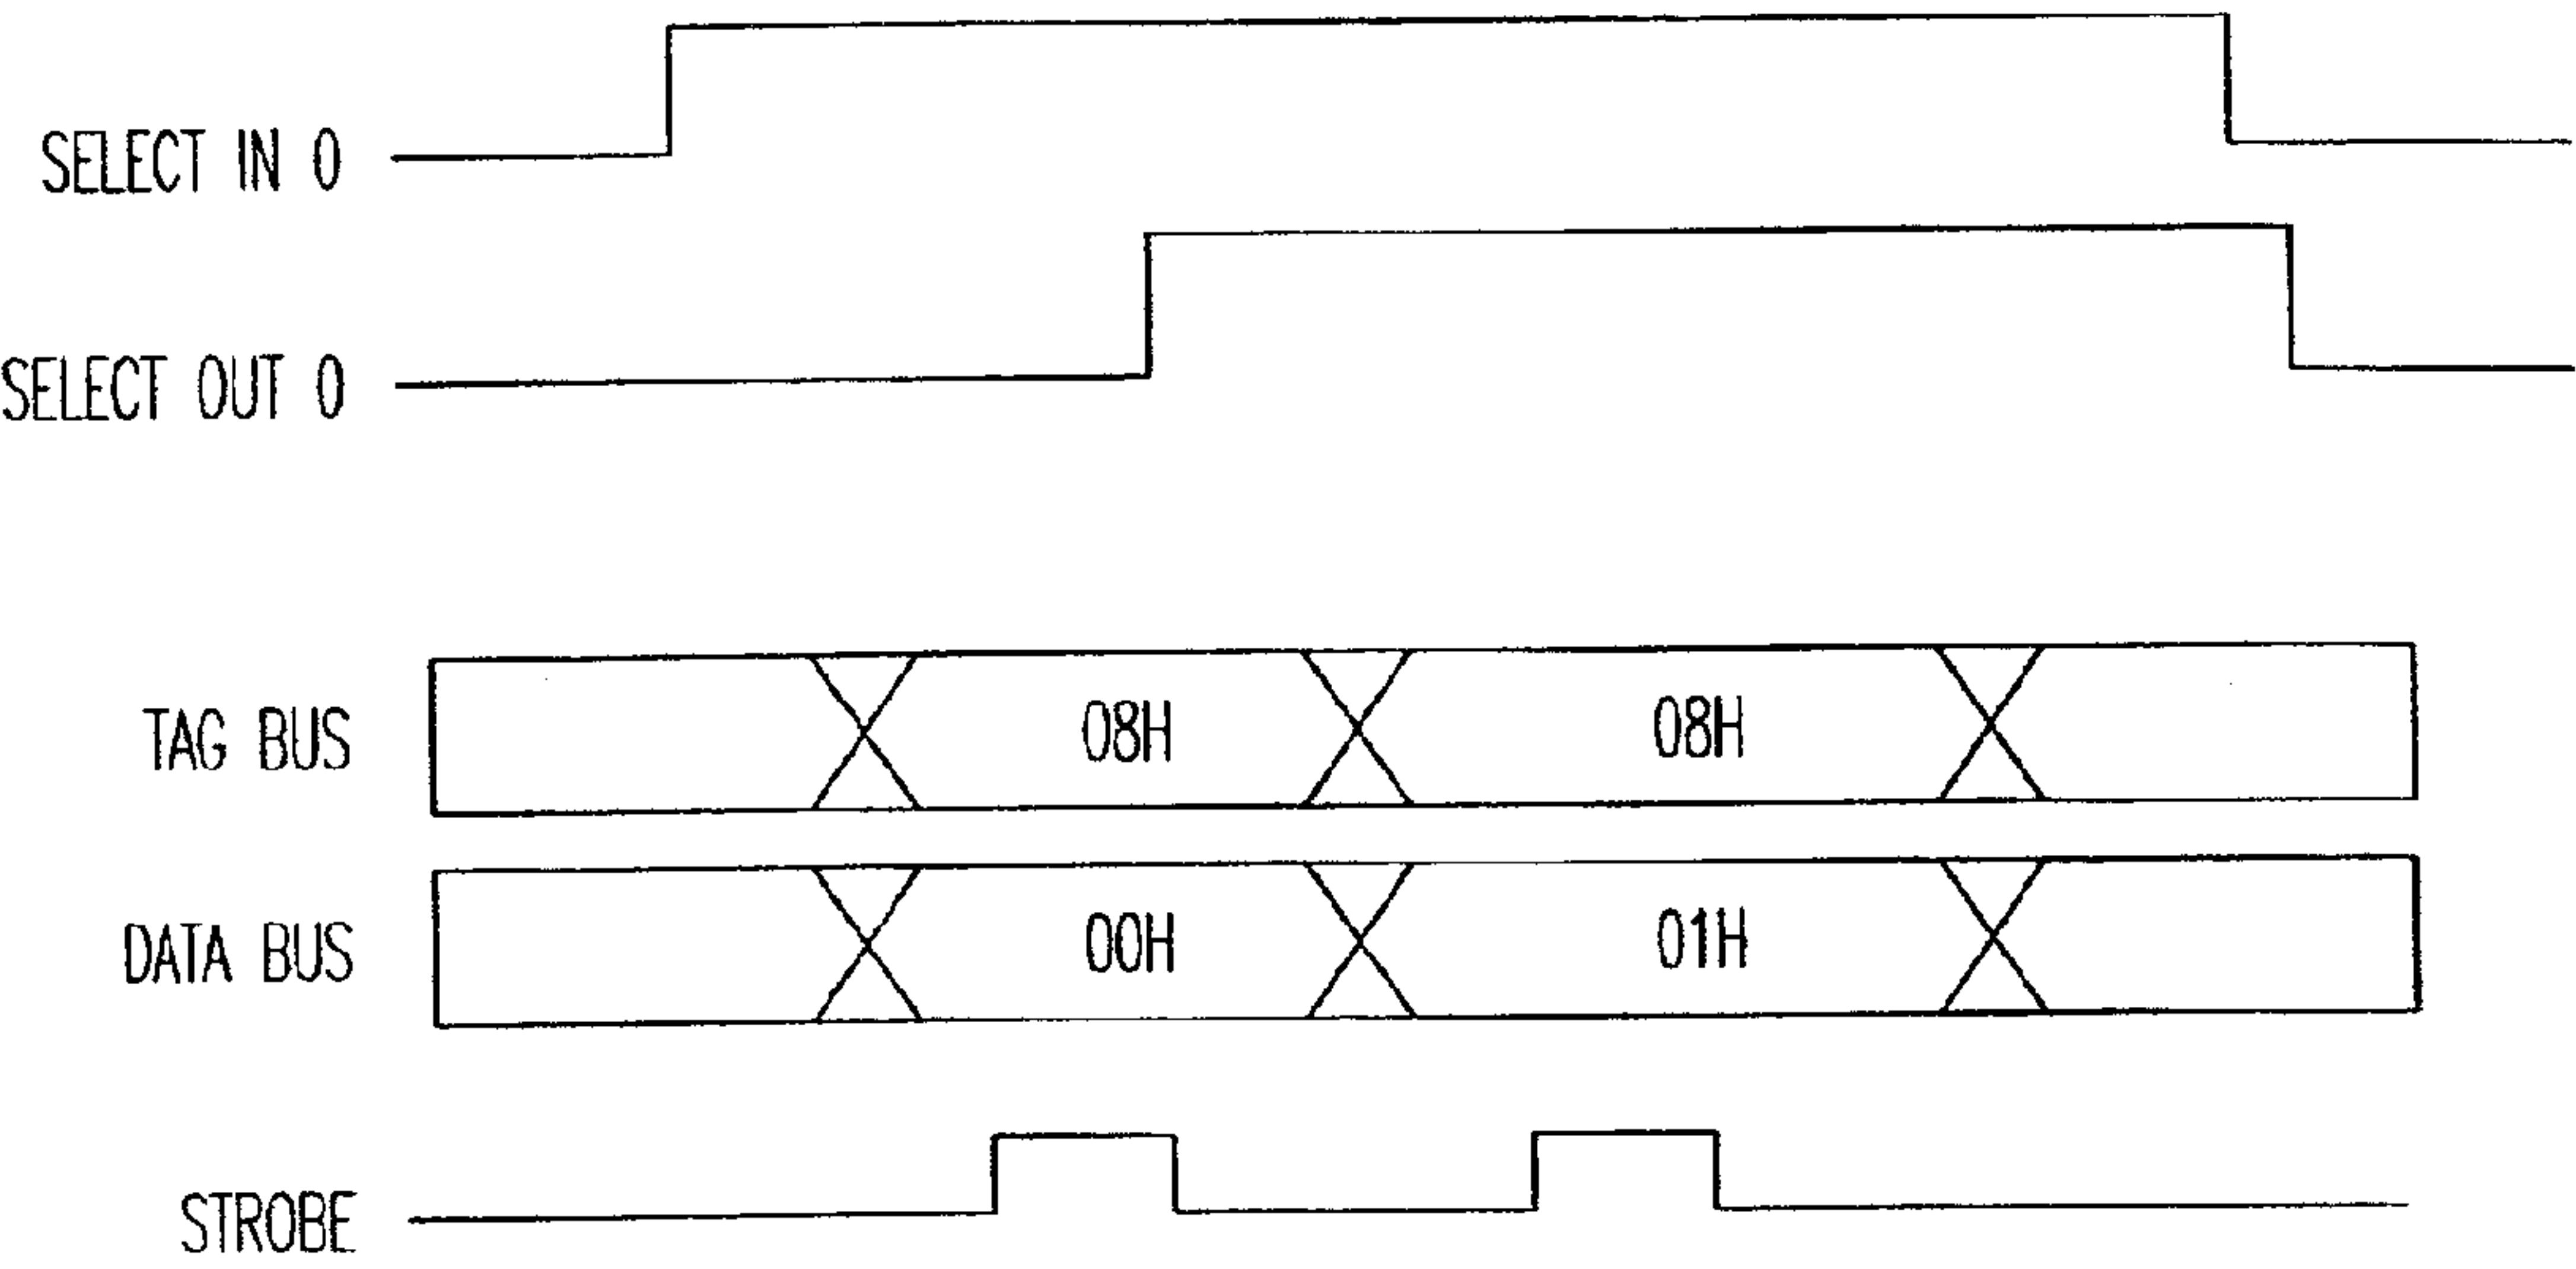 SELECT IN 0
SELECT OUT 0
TAG BUS 08H 08H
DATA BUS 00H 01H
STROBE